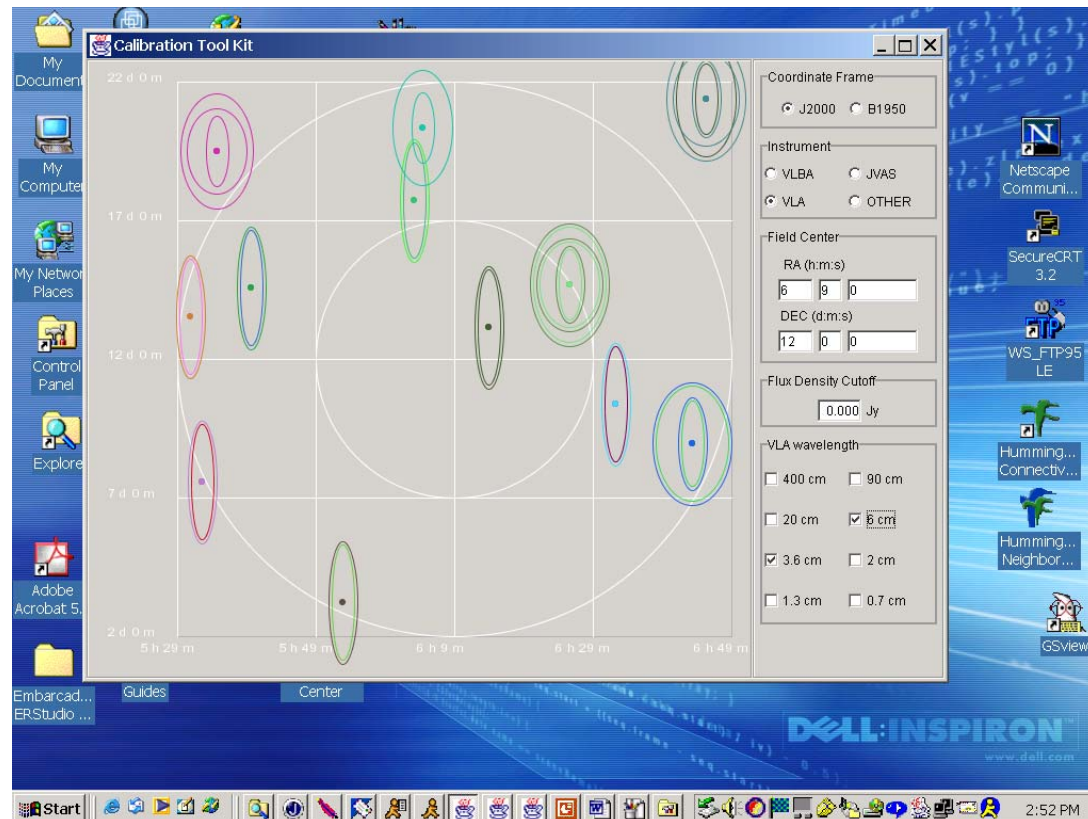 My
Document
Calibration Tool Kit
22 d 0 m
17 d 0 m
12 d 0 m
7 d 0 m
2 d 0 m
5 h 29 m
5 h 49 m
6 h 9 m
6 h 29 m
6 h 49 m
Coordinate Frame
J2000
B1950
Instrument
VLBA
JVAS
VLA
OTHER
Field Center
RA (h:m:s)
6
9
0
DEC (d:m:s)
12
0
0
Flux Density Cutoff
0.000 Jy
VLA wavelength
400 cm
90 cm
20 cm
6 cm
3.6 cm
2 cm
1.3 cm
0.7 cm
My
Computer
My Networ
Places
Control
Panel
Explore
Adobe
Acrobat 5.
Embarcad...
ERStudio ...
Guides
Center
Netscape
Communi...
SecureCRT
3.2
WS_FTP95
LE
Humming...
Connectiv...
Humming...
Neighbor...
GSview
DELL INSPIRON
www.dell.com
Start
2:52 PM